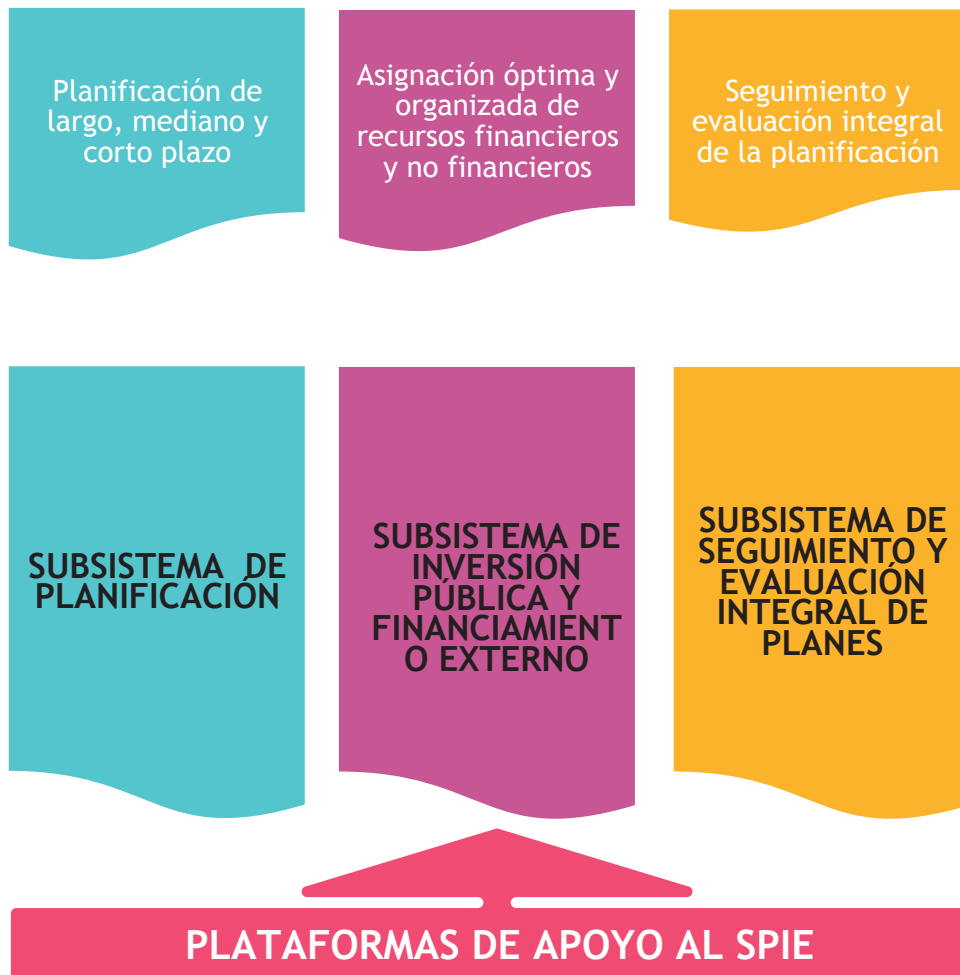 Planificación de
largo, mediano y
corto plazo
Asignación óptima y
organizada de
recursos financieros
y no financieros
Seguimiento y
evaluación integral
de la planificación
SUBSISTEMA DE
PLANIFICACIÓN
SUBSISTEMA DE
INVERSIÓN
PÚBLICA Y
FINANCIAMIENT
O EXTERNO
SUBSISTEMA DE
SEGUIMIENTO Y
EVALUACIÓN
INTEGRAL DE
PLANES
PLATAFORMAS DE APOYO AL SPIE